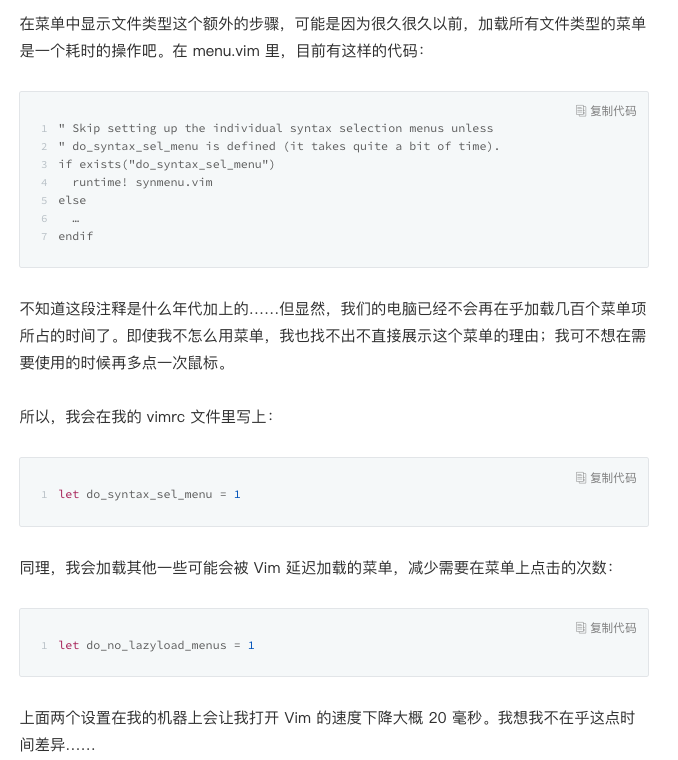 在菜单中显示文件类型这个额外的步骤，可能是因为很久很久以前，加载所有文件类型的菜单
是一个耗时的操作吧。在 menu.vim 里，目前有这样的代码：
复制代码
1 " Skip setting up the individual syntax selection menus unless
2 " do_syntax_sel_menu is defined (it takes quite a bit of time).
3 if exists("do_syntax_sel_menu")
4   runtime! synmenu.vim
5 else
6   …
7 endif
不知道这段注释是什么年代加上的……但显然，我们的电脑已经不会再在乎加载几百个菜单项
所占的时间了。即使我不怎么用菜单，我也找不出不直接展示这个菜单的理由；我可不想在需
要使用的时候再多点一次鼠标。
所以，我会在我的 vimrc 文件里写上：
复制代码
1 let do_syntax_sel_menu = 1
同理，我会加载其他一些可能会被 Vim 延迟加载的菜单，减少需要在菜单上点击的次数：
复制代码
1 let do_no_lazyload_menus = 1
上面两个设置在我的机器上会让我打开 Vim 的速度下降大概 20 毫秒。我想我不在乎这点时
间差异……